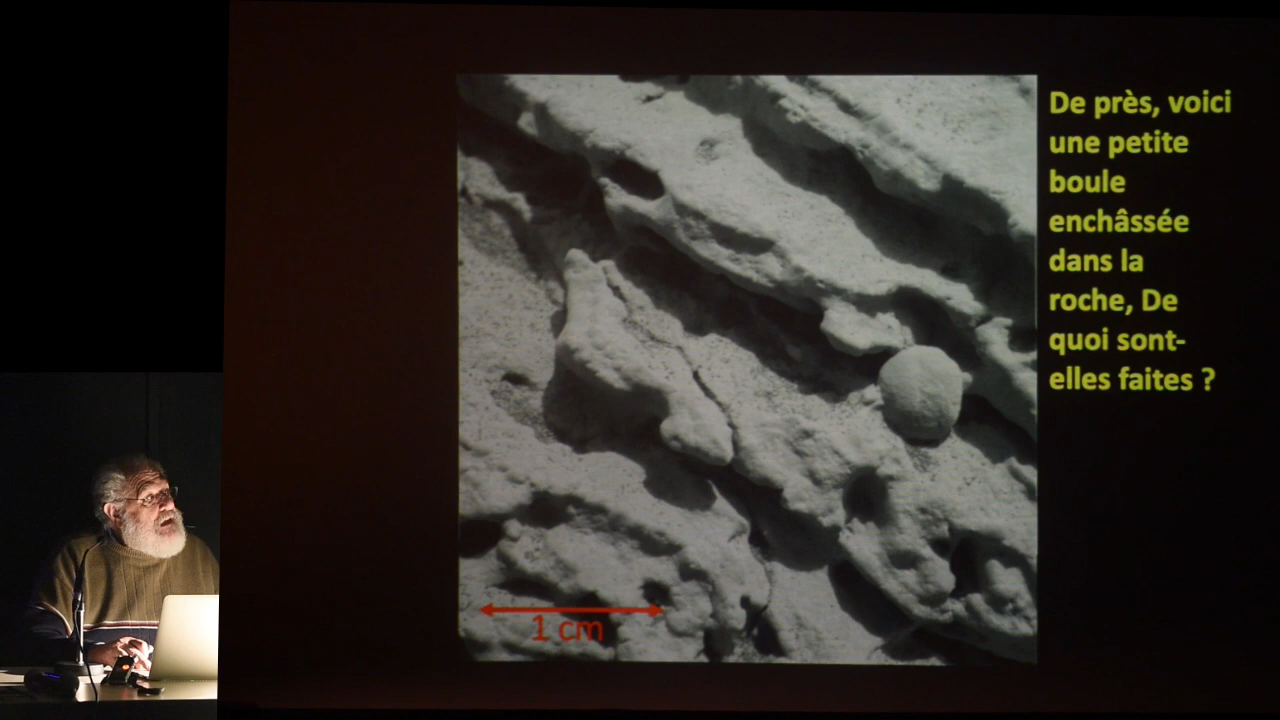 De près, voici
une petite
boule
enchâssée
dans la
roche, De
quoi sont-
elles faites ?
1 cm